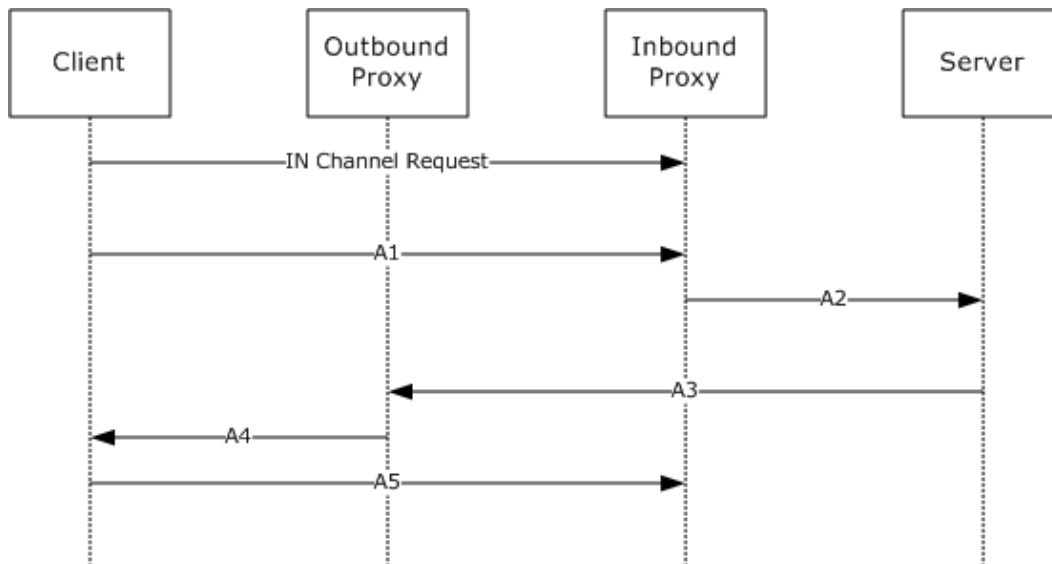 Client
Outbound
Proxy
Inbound
Proxy
Server
IN Channel Request
A1
A2
A3
A4
A5